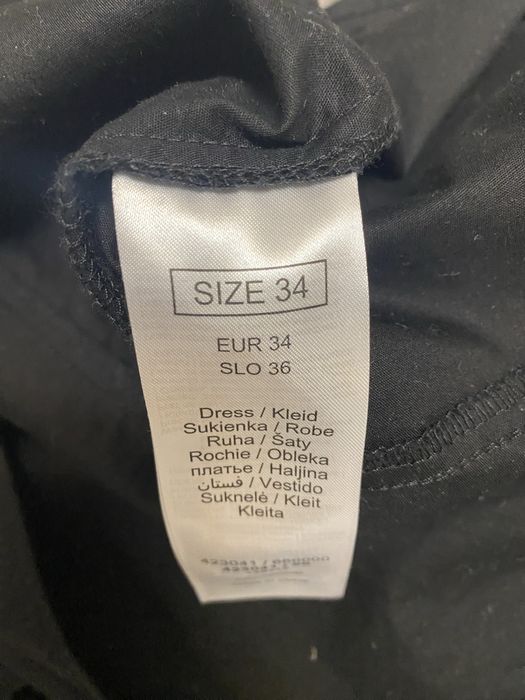 SIZE 34
EUR 34
SLO 36
Dress / Kleid
Sukienka / Robe
Ruha / Šaty
Rochie / Obleka
платье / Haljina
فستان / Vestido
Suknelė / Kleit
Kleita
423041 /